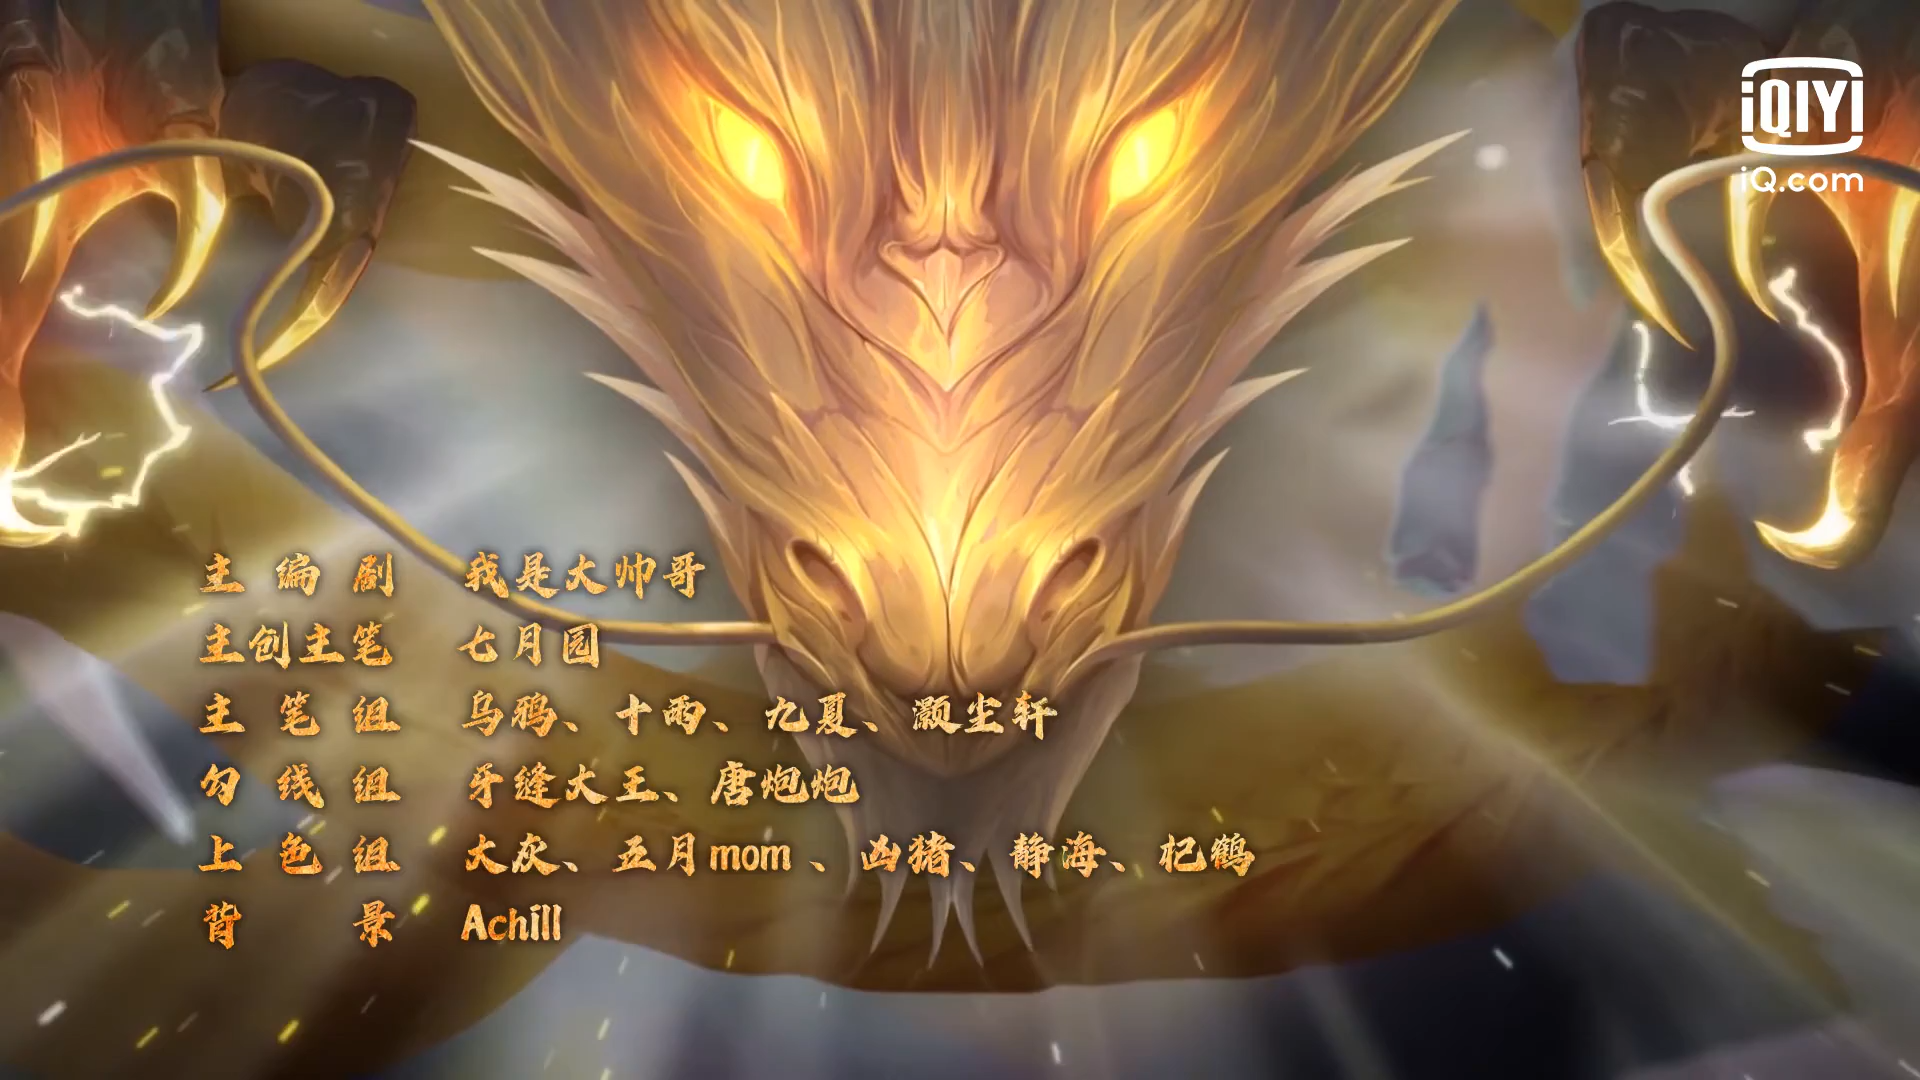 iQIYI
iQ.com
主编剧 我是大帅哥
主创主笔 七月园
主笔组 乌鸦、十雨、九夏、灏尘轩
勾线组 牙缝大王、唐炮炮
上色组 大灰、五月mom、凶猪、静海、杞鹤
背景 Achill